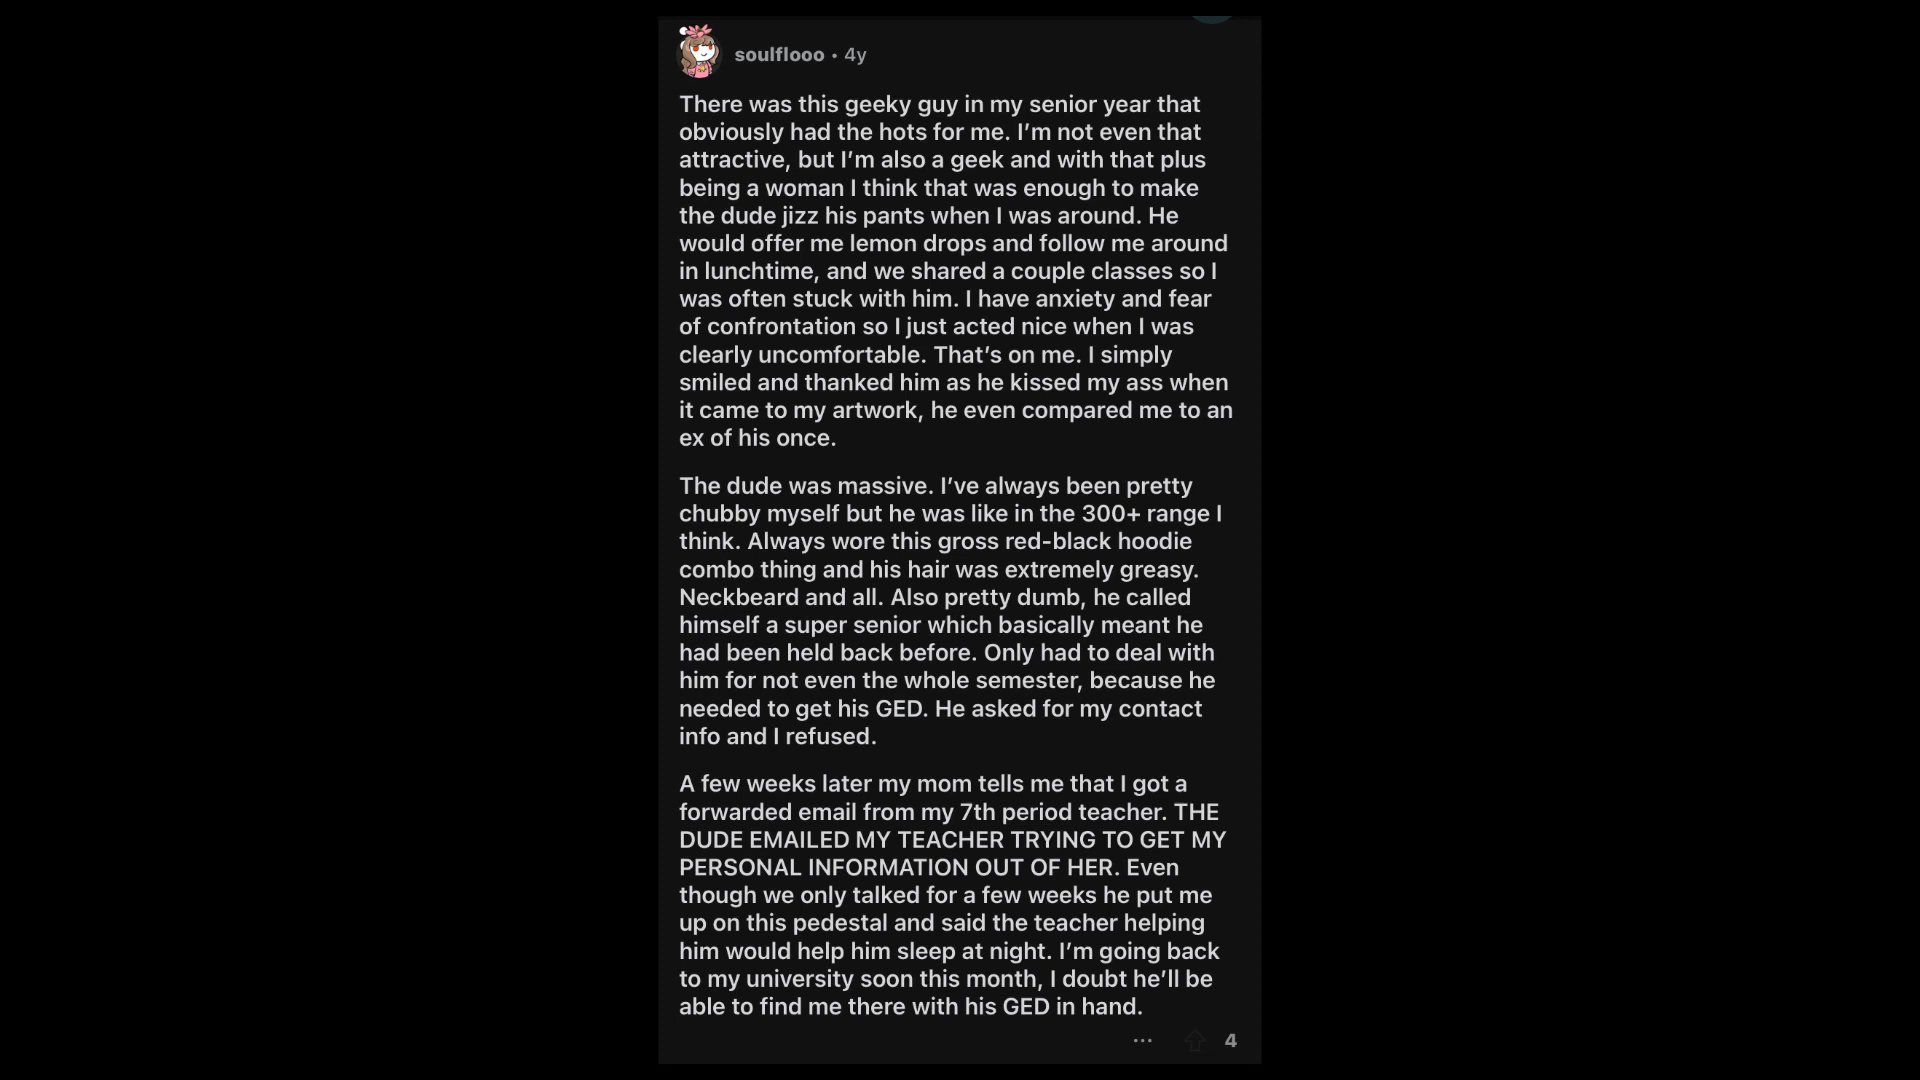 soulflooo • 4y
There was this geeky guy in my senior year that
obviously had the hots for me. I’m not even that
attractive, but I’m also a geek and with that plus
being a woman I think that was enough to make
the dude jizz his pants when I was around. He
would offer me lemon drops and follow me around
in lunchtime, and we shared a couple classes so I
was often stuck with him. I have anxiety and fear
of confrontation so I just acted nice when I was
clearly uncomfortable. That’s on me. I simply
smiled and thanked him as he kissed my ass when
it came to my artwork, he even compared me to an
ex of his once.
The dude was massive. I’ve always been pretty
chubby myself but he was like in the 300+ range I
think. Always wore this gross red-black hoodie
combo thing and his hair was extremely greasy.
Neckbeard and all. Also pretty dumb, he called
himself a super senior which basically meant he
had been held back before. Only had to deal with
him for not even the whole semester, because he
needed to get his GED. He asked for my contact
info and I refused.
A few weeks later my mom tells me that I got a
forwarded email from my 7th period teacher. THE
DUDE EMAILED MY TEACHER TRYING TO GET MY
PERSONAL INFORMATION OUT OF HER. Even
though we only talked for a few weeks he put me
up on this pedestal and said the teacher helping
him would help him sleep at night. I’m going back
to my university soon this month, I doubt he’ll be
able to find me there with his GED in hand.
... 4